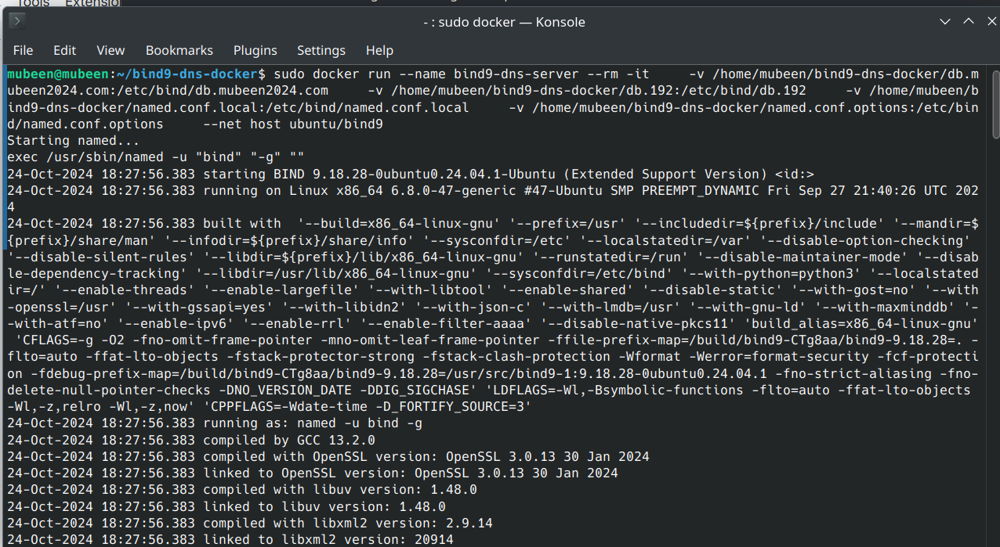 Tools Extension
- : sudo docker — Konsole
File Edit View Bookmarks Plugins Settings Help
mubeen@mubeen:~/bind9-dns-docker$ sudo docker run --name bind9-dns-server --rm -it     -v /home/mubeen/bind9-dns-docker/db.m
ubeen2024.com:/etc/bind/db.mubeen2024.com     -v /home/mubeen/bind9-dns-docker/db.192:/etc/bind/db.192     -v /home/mubeen/b
ind9-dns-docker/named.conf.local:/etc/bind/named.conf.local     -v /home/mubeen/bind9-dns-docker/named.conf.options:/etc/bin
d/named.conf.options     --net host ubuntu/bind9
Starting named...
exec /usr/sbin/named -u "bind" "-g" ""
24-Oct-2024 18:27:56.383 starting BIND 9.18.28-0ubuntu0.24.04.1-Ubuntu (Extended Support Version) <id:>
24-Oct-2024 18:27:56.383 running on Linux x86_64 6.8.0-47-generic #47-Ubuntu SMP PREEMPT_DYNAMIC Fri Sep 27 21:40:26 UTC 202
4
24-Oct-2024 18:27:56.383 built with  '--build=x86_64-linux-gnu' '--prefix=/usr' '--includedir=${prefix}/include' '--mandir=$
{prefix}/share/man' '--infodir=${prefix}/share/info' '--sysconfdir=/etc' '--localstatedir=/var' '--disable-option-checking'
'--disable-silent-rules' '--libdir=${prefix}/lib/x86_64-linux-gnu' '--runstatedir=/run' '--disable-maintainer-mode' '--disab
le-dependency-tracking' '--libdir=/usr/lib/x86_64-linux-gnu' '--sysconfdir=/etc/bind' '--with-python=python3' '--localstated
ir=/' '--enable-threads' '--enable-largefile' '--with-libtool' '--enable-shared' '--disable-static' '--with-gost=no' '--with
-openssl=/usr' '--with-gssapi=yes' '--with-libidn2' '--with-json-c' '--with-lmdb=/usr' '--with-gnu-ld' '--with-maxminddb' '-
-with-atf=no' '--enable-ipv6' '--enable-rrl' '--enable-filter-aaaa' '--disable-native-pkcs11' 'build_alias=x86_64-linux-gnu'
 'CFLAGS=-g -O2 -fno-omit-frame-pointer -mno-omit-leaf-frame-pointer -ffile-prefix-map=/build/bind9-CTg8aa/bind9-9.18.28=. -
flto=auto -ffat-lto-objects -fstack-protector-strong -fstack-clash-protection -Wformat -Werror=format-security -fcf-protecti
on -fdebug-prefix-map=/build/bind9-CTg8aa/bind9-9.18.28=/usr/src/bind9-1:9.18.28-0ubuntu0.24.04.1 -fno-strict-aliasing -fno-
delete-null-pointer-checks -DNO_VERSION_DATE -DDIG_SIGCHASE' 'LDFLAGS=-Wl,-Bsymbolic-functions -flto=auto -ffat-lto-objects
-Wl,-z,relro -Wl,-z,now' 'CPPFLAGS=-Wdate-time -D_FORTIFY_SOURCE=3'
24-Oct-2024 18:27:56.383 running as: named -u bind -g
24-Oct-2024 18:27:56.383 compiled by GCC 13.2.0
24-Oct-2024 18:27:56.383 compiled with OpenSSL version: OpenSSL 3.0.13 30 Jan 2024
24-Oct-2024 18:27:56.383 linked to OpenSSL version: OpenSSL 3.0.13 30 Jan 2024
24-Oct-2024 18:27:56.383 compiled with libuv version: 1.48.0
24-Oct-2024 18:27:56.383 linked to libuv version: 1.48.0
24-Oct-2024 18:27:56.383 compiled with libxml2 version: 2.9.14
24-Oct-2024 18:27:56.383 linked to libxml2 version: 20914